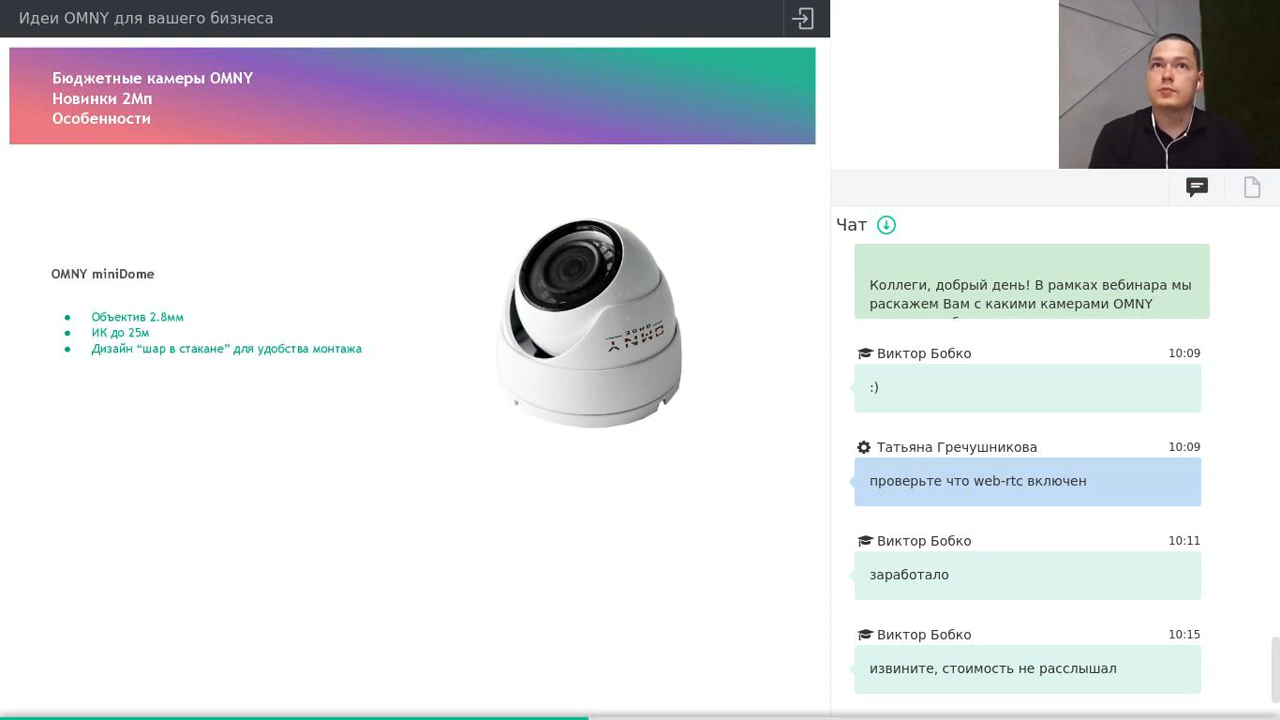 Идеи OMNY для вашего бизнеса
Бюджетные камеры OMNY
Новинки 2Мп
Особенности
OMNY miniDome
● Объектив 2.8мм
● ИК до 25м
● Дизайн “шар в стакане” для удобства монтажа
OMNY
BASE
Чат
Коллеги, добрый день! В рамках вебинара мы
раскажем Вам с какими камерами OMNY
Виктор Бобко 10:09
:)
Татьяна Гречушникова 10:09
проверьте что web-rtc включен
Виктор Бобко 10:11
заработало
Виктор Бобко 10:15
извините, стоимость не расслышал